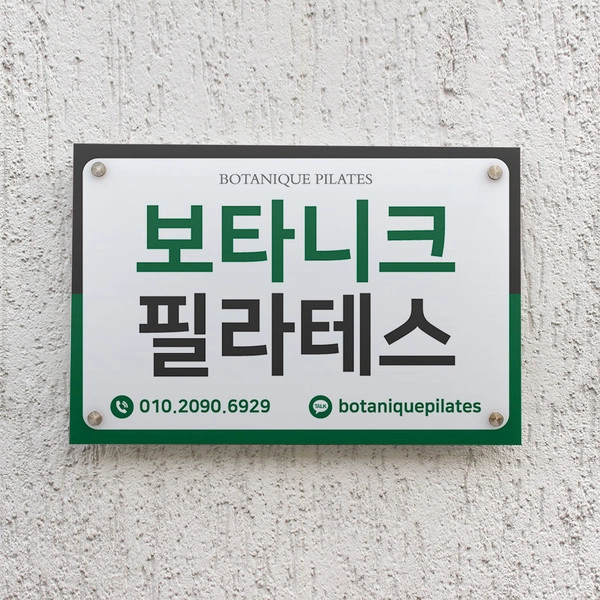 BOTANIQUE PILATES
보타니크
필라테스
010.2090.6929 TALK botaniquepilates